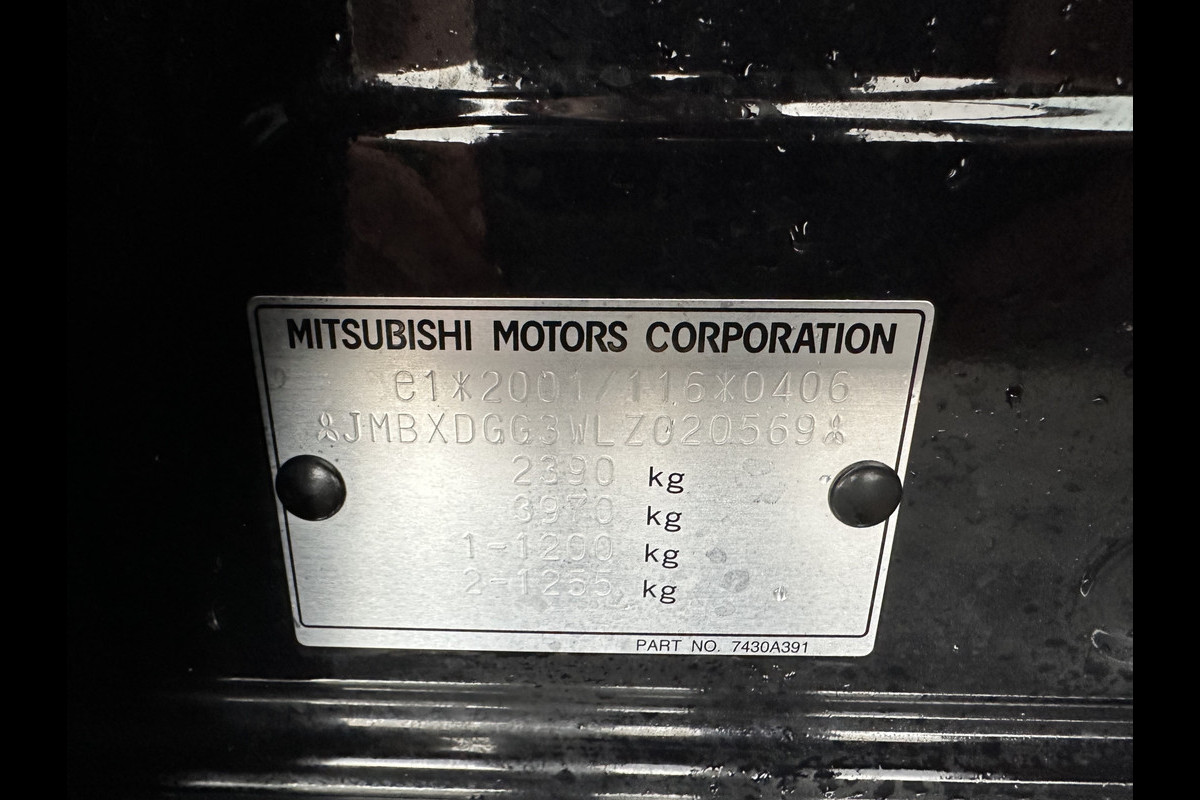 MITSUBISHI MOTORS CORPORATION
e1*2001/116*0406
JMBXDGG3WLZ020569
2390 kg
3970 kg
1-1200 kg
2-1255 kg
PART NO. 7430A391